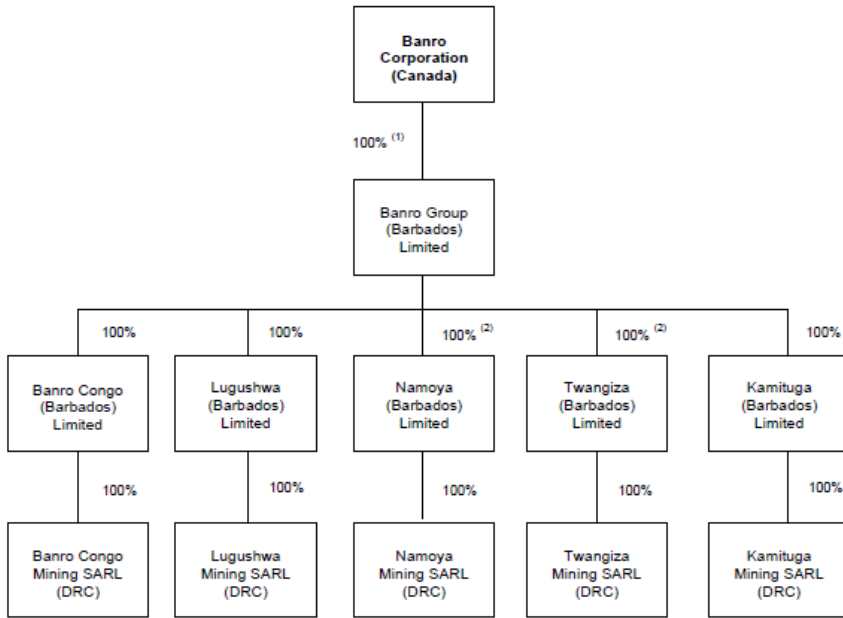 Banro
Corporation
(Canada)
100% (1)
Banro Group
(Barbados)
Limited
100%
100%
100% (2)
100% (2)
100%
Banro Congo
(Barbados)
Limited
Lugushwa
(Barbados)
Limited
Namoya
(Barbados)
Limited
Twangiza
(Barbados)
Limited
Kamituga
(Barbados)
Limited
100%
100%
100%
100%
100%
Banro Congo
Mining SARL
(DRC)
Lugushwa
Mining SARL
(DRC)
Namoya
Mining SARL
(DRC)
Twangiza
Mining SARL
(DRC)
Kamituga
Mining SARL
(DRC)